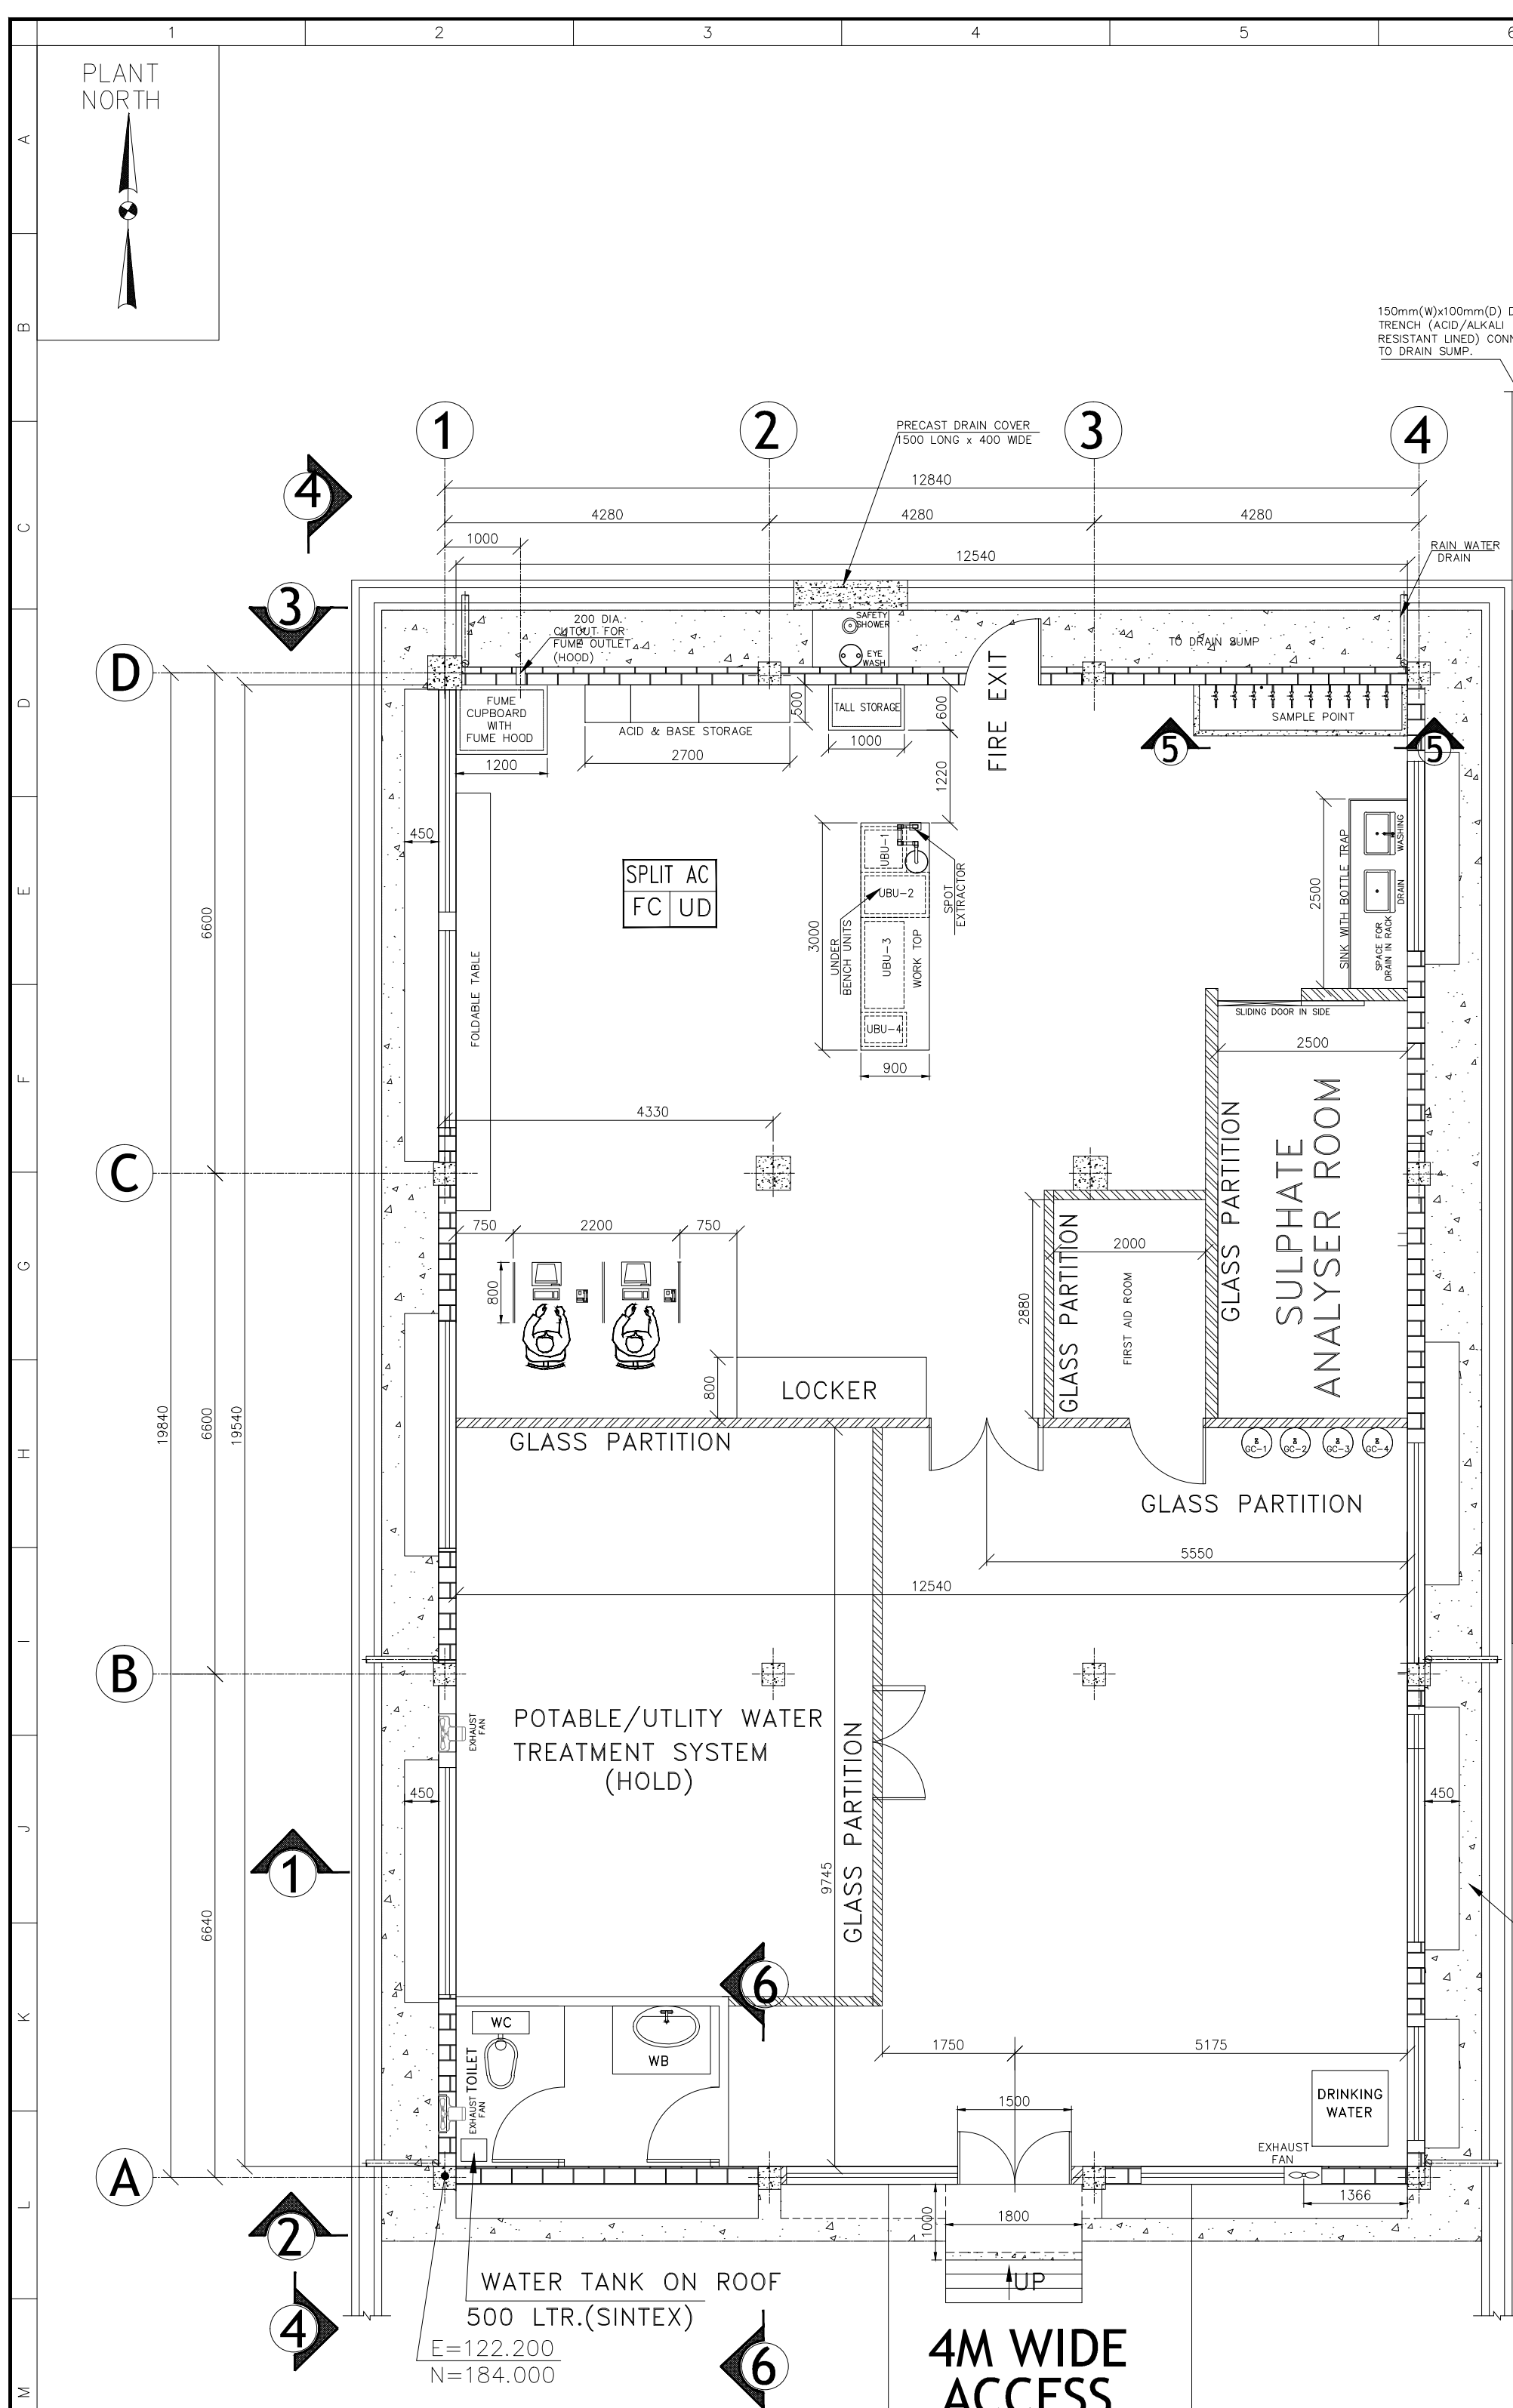 1 2 3 4 5
PLANT
NORTH
A
B
C
D
E
F
G
H
I
J
K
L
M
150mm(W)x100mm(D)
TRENCH (ACID/ALKALI
RESISTANT LINED)
TO DRAIN SUMP.
1 2 3 4
PRECAST DRAIN COVER
1500 LONG x 400 WIDE
12840
4
4280 4280 4280
1000
12540
RAIN WATER
DRAIN
3
200 DIA.
CUTOUT FOR
FUME OUTLET
(HOOD)
SAFETY
SHOWER
EYE
WASH
TO DRAIN SUMP
D
FIRE EXIT
FUME
CUPBOARD
WITH
FUME HOOD
1200
500
ACID & BASE STORAGE
2700
TALL STORAGE
1000
600
1220
SAMPLE POINT
5 5
450
SPLIT AC
FC UD
FOLDABLE TABLE
3000
UNDER
BENCH UNITS
UBU-1
UBU-2
UBU-3
UBU-4
WORK TOP
SPOT
EXTRACTOR
900
2500
SINK WITH BOTTLE TRAP
WASHING
DRAIN
SPACE FOR
DRAIN IN RACK
SLIDING DOOR IN SIDE
2500
6600
4330
C
GLASS PARTITION
SULPHATE
ANALYSER ROOM
750 2200 750
800
GLASS PARTITION
2000
2880
FIRST AID ROOM
800
LOCKER
19840
6600
19540
GLASS PARTITION
GC-1 GC-2 GC-3 GC-4
GLASS PARTITION
5550
12540
B
EXHAUST
FAN
POTABLE/UTLITY WATER
TREATMENT SYSTEM
(HOLD)
GLASS PARTITION
9745
450
450
1
6640
6
WC
WB
TOILET
EXHAUST
FAN
1750 5175
1500
DRINKING
WATER
EXHAUST
FAN
A
1366
1000
1800
2
UP
WATER TANK ON ROOF
500 LTR.(SINTEX)
4
E=122.200
N=184.000
6
4M WIDE
ACCESS